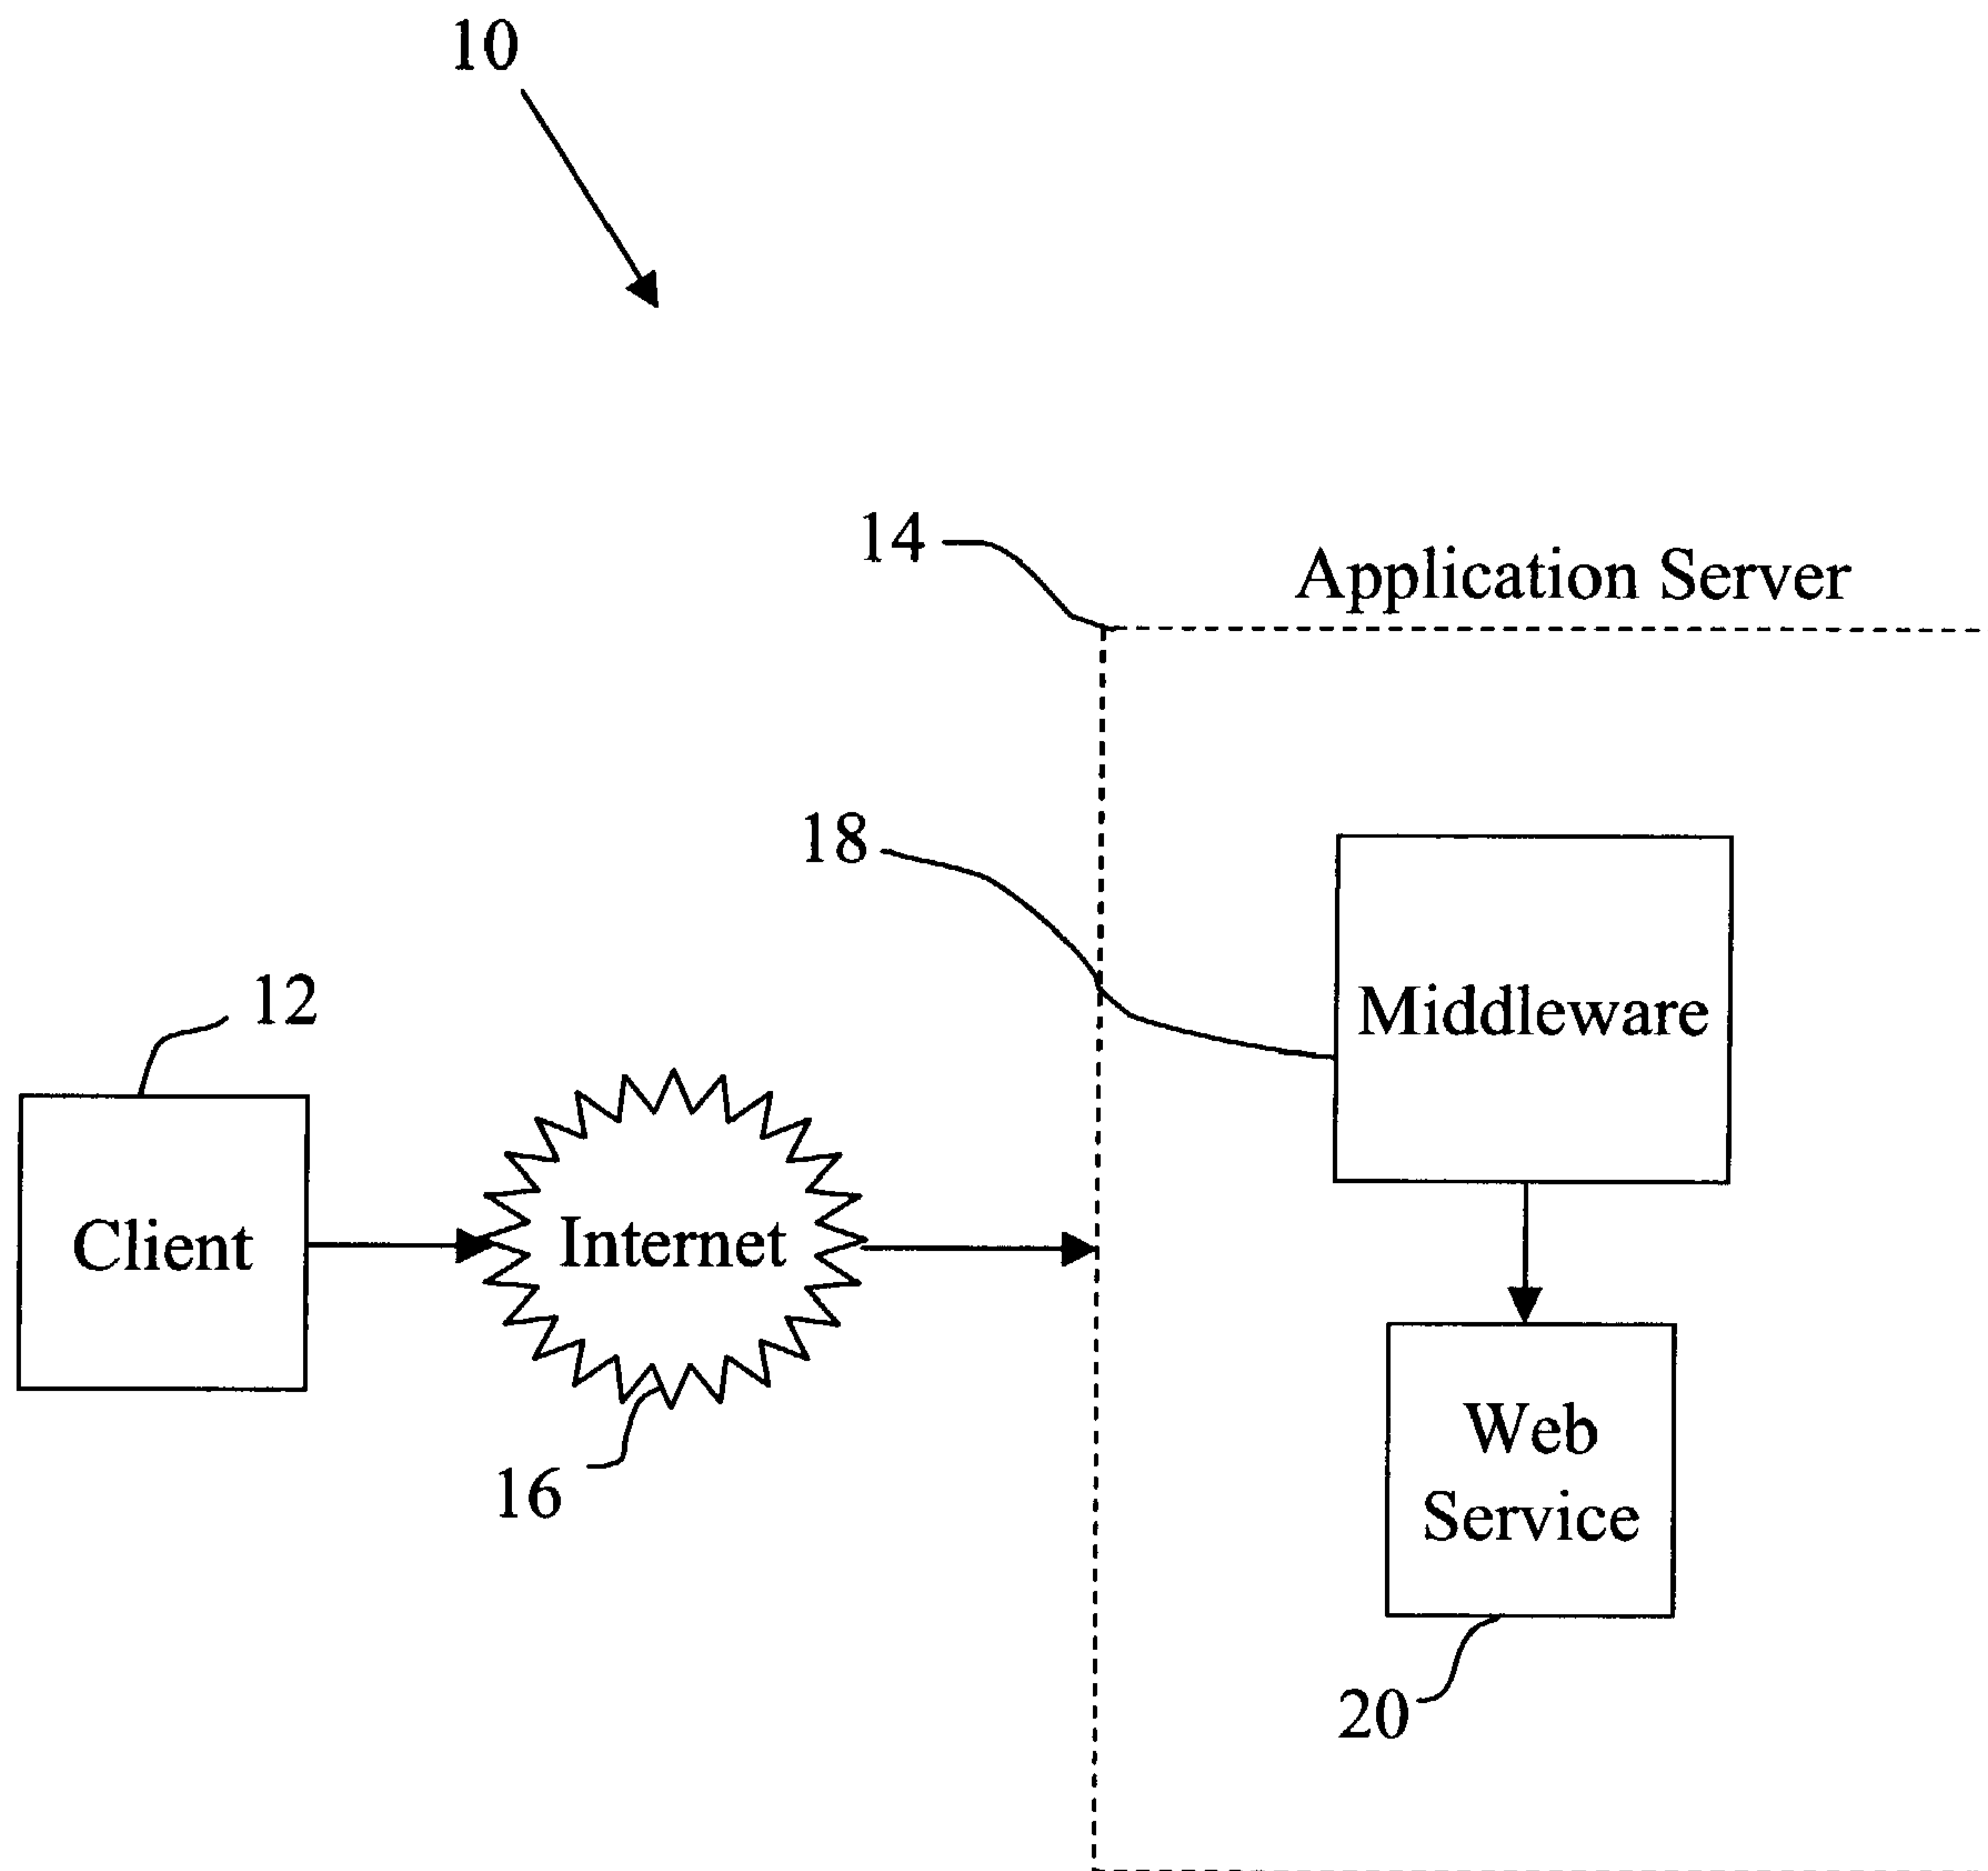 10
14
Application Server
18
Middleware
12
Client
Internet
16
Web
Service
20